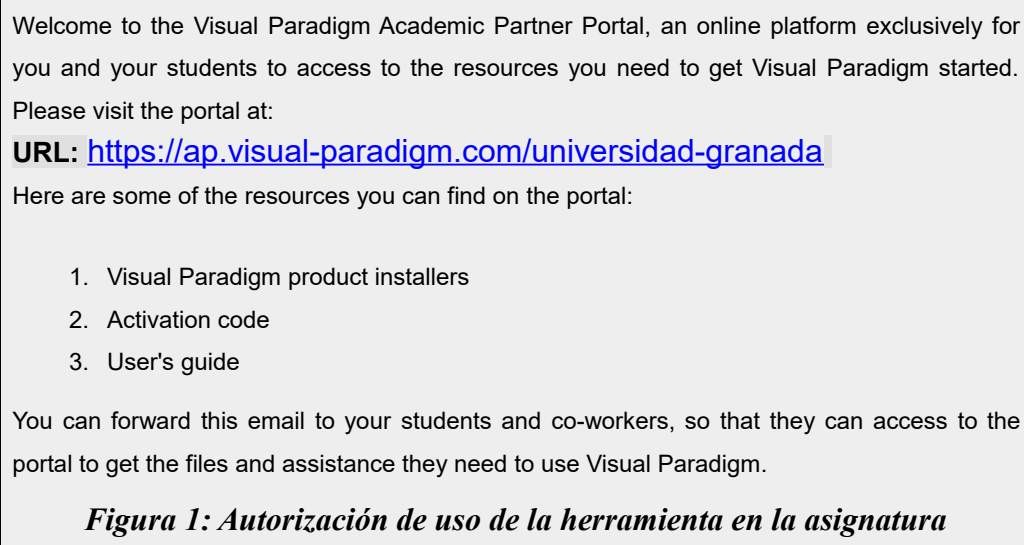 Welcome to the Visual Paradigm Academic Partner Portal, an online platform exclusively for
you and your students to access to the resources you need to get Visual Paradigm started.
Please visit the portal at:
URL: https://ap.visual-paradigm.com/universidad-granada
Here are some of the resources you can find on the portal:
1. Visual Paradigm product installers
2. Activation code
3. User's guide
You can forward this email to your students and co-workers, so that they can access to the
portal to get the files and assistance they need to use Visual Paradigm.
Figura 1: Autorización de uso de la herramienta en la asignatura